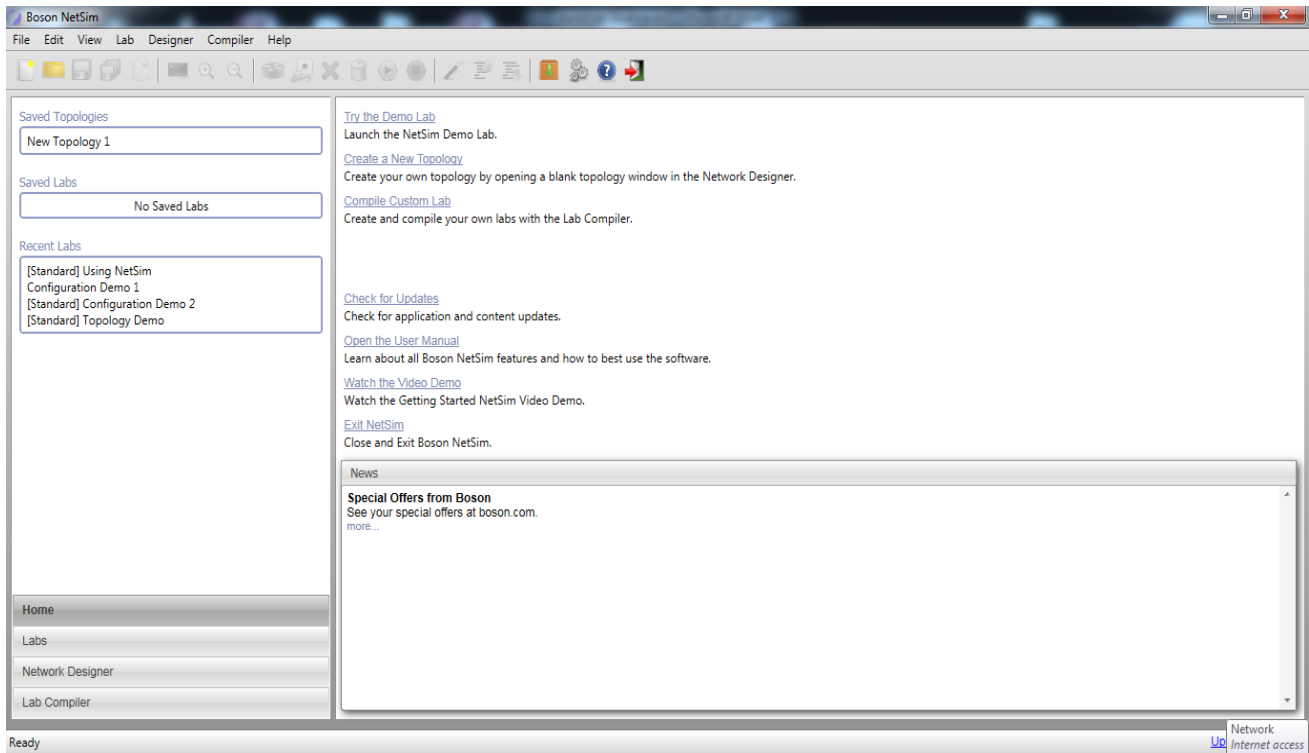 Boson NetSim
File Edit View Lab Designer Compiler Help
Saved Topologies
New Topology 1
Saved Labs
No Saved Labs
Recent Labs
[Standard] Using NetSim
Configuration Demo 1
[Standard] Configuration Demo 2
[Standard] Topology Demo
Home
Labs
Network Designer
Lab Compiler
Try the Demo Lab
Launch the NetSim Demo Lab.
Create a New Topology
Create your own topology by opening a blank topology window in the Network Designer.
Compile Custom Lab
Create and compile your own labs with the Lab Compiler.
Check for Updates
Check for application and content updates.
Open the User Manual
Learn about all Boson NetSim features and how to best use the software.
Watch the Video Demo
Watch the Getting Started NetSim Video Demo.
Exit NetSim
Close and Exit Boson NetSim.
News
Special Offers from Boson
See your special offers at boson.com.
more...
Ready
Up
Network
Internet access